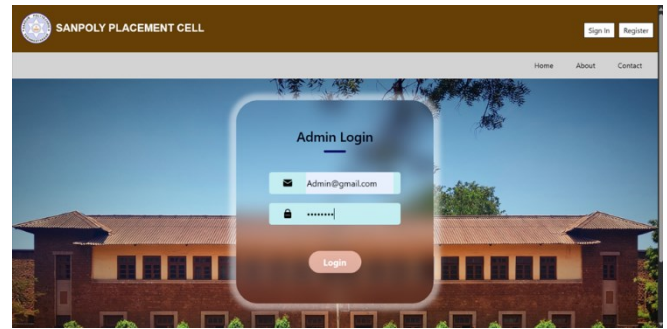 SANPOLY PLACEMENT CELL
Sign In Register
Home About Contact
Admin Login
Admin@gmail.com
••••••••
Login